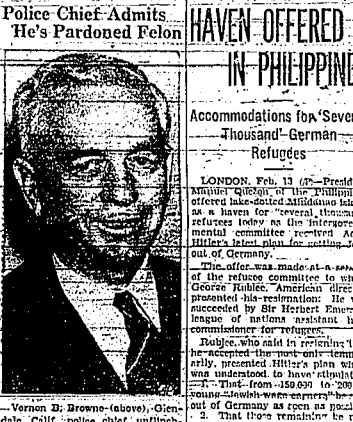 Police Chief Admits
He's Pardoned Felon
—Vernon B. Browne (above), Glen-
dale, Calif., police chief
HAVEN OFFERED
IN PHILIPPINE
Accommodations for 'Seve
Thousand' German
Refugees
LONDON, Feb. 13 (AP)—Presid
Manuel Quezon of the Philippin
offered lake-dotted Mindanao isl
as a haven for "several thousan
refugees today as the intergove
mental committee received Ad
Hitler's latest plan for getting J
out of Germany.
The offer was made at a
of the refugee committee to wh
George Rublee, American direc
presented his resignation: He w
succeeded by Sir Herbert Emer
league of nations assistant h
commissioner for refugees.
Rublee, who said in resigning t
he accepted the post only temp
arily, presented Hitler's plan wh
was understood to have stipulat
1. That from 150,000 to 200
young "Jewish wage earners" be
out of Germany as soon as possi
2. That those remaining be